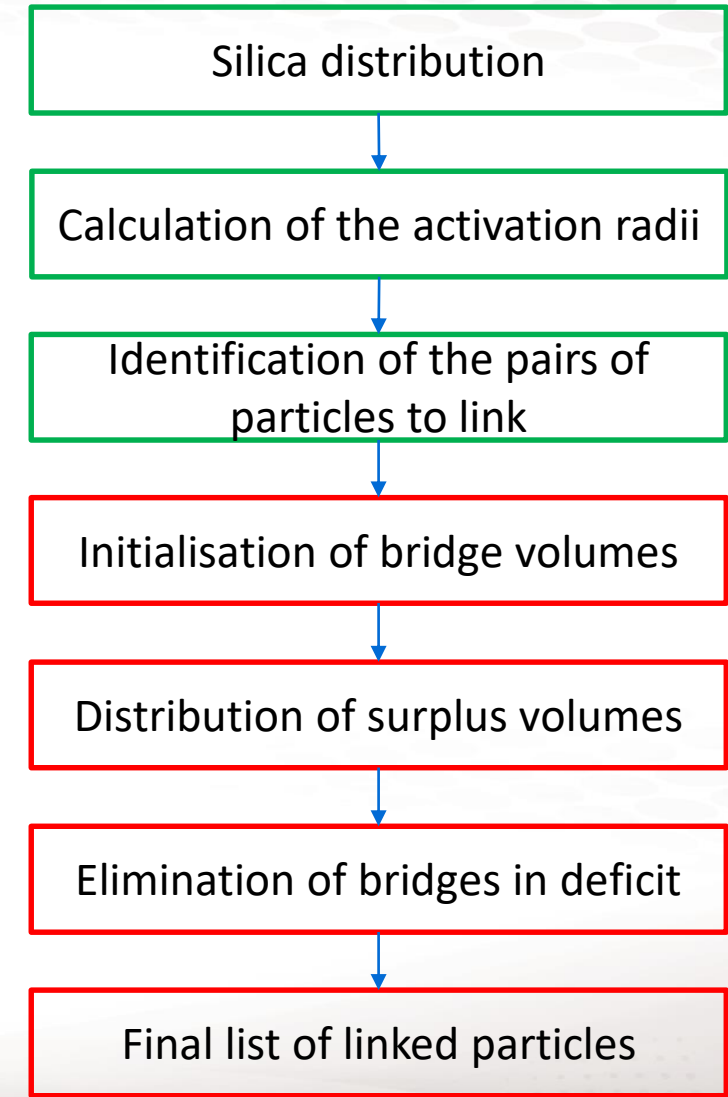 Silica distribution
Calculation of the activation radii
Identification of the pairs of
particles to link
Initialisation of bridge volumes
Distribution of surplus volumes
Elimination of bridges in deficit
Final list of linked particles